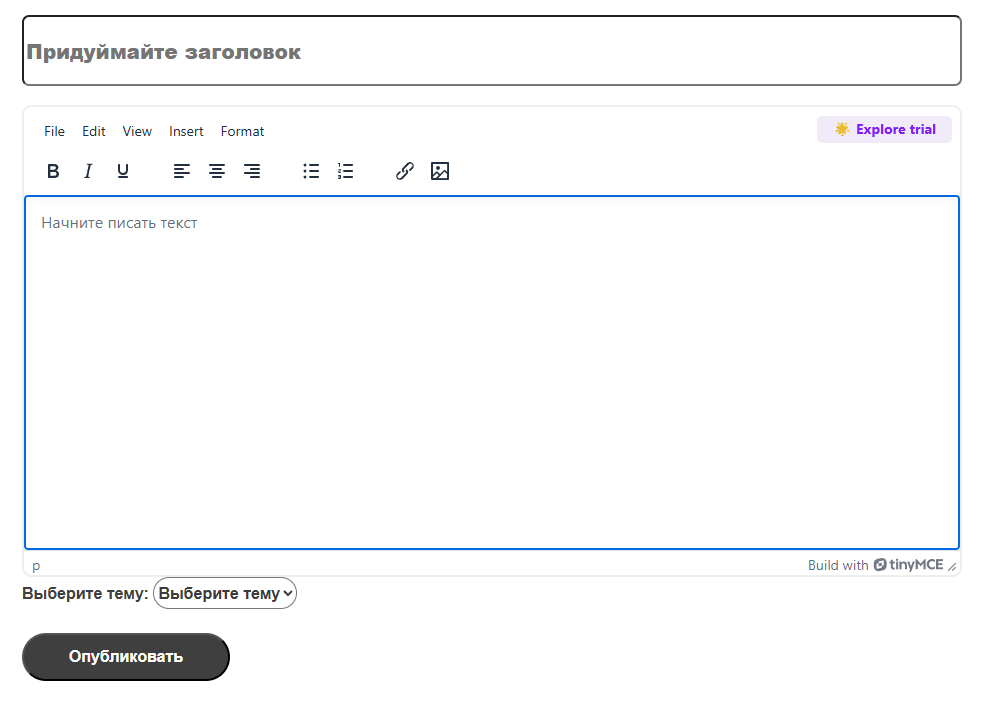 Придуймайте заголовок
File Edit View Insert Format
Explore trial
B I U
Начните писать текст
p
Build with tinyMCE
Выберите тему: Выберите тему
Опубликовать